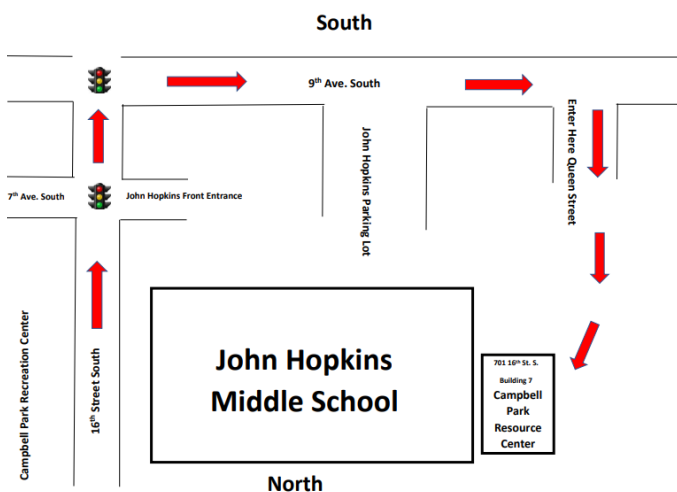 South
9th Ave. South
Enter Here Queen Street
John Hopkins Parking Lot
7th Ave. South
John Hopkins Front Entrance
Campbell Park Recreation Center
16th Street South
John Hopkins
Middle School
701 16th St. S.
Building 7
Campbell
Park
Resource
Center
North